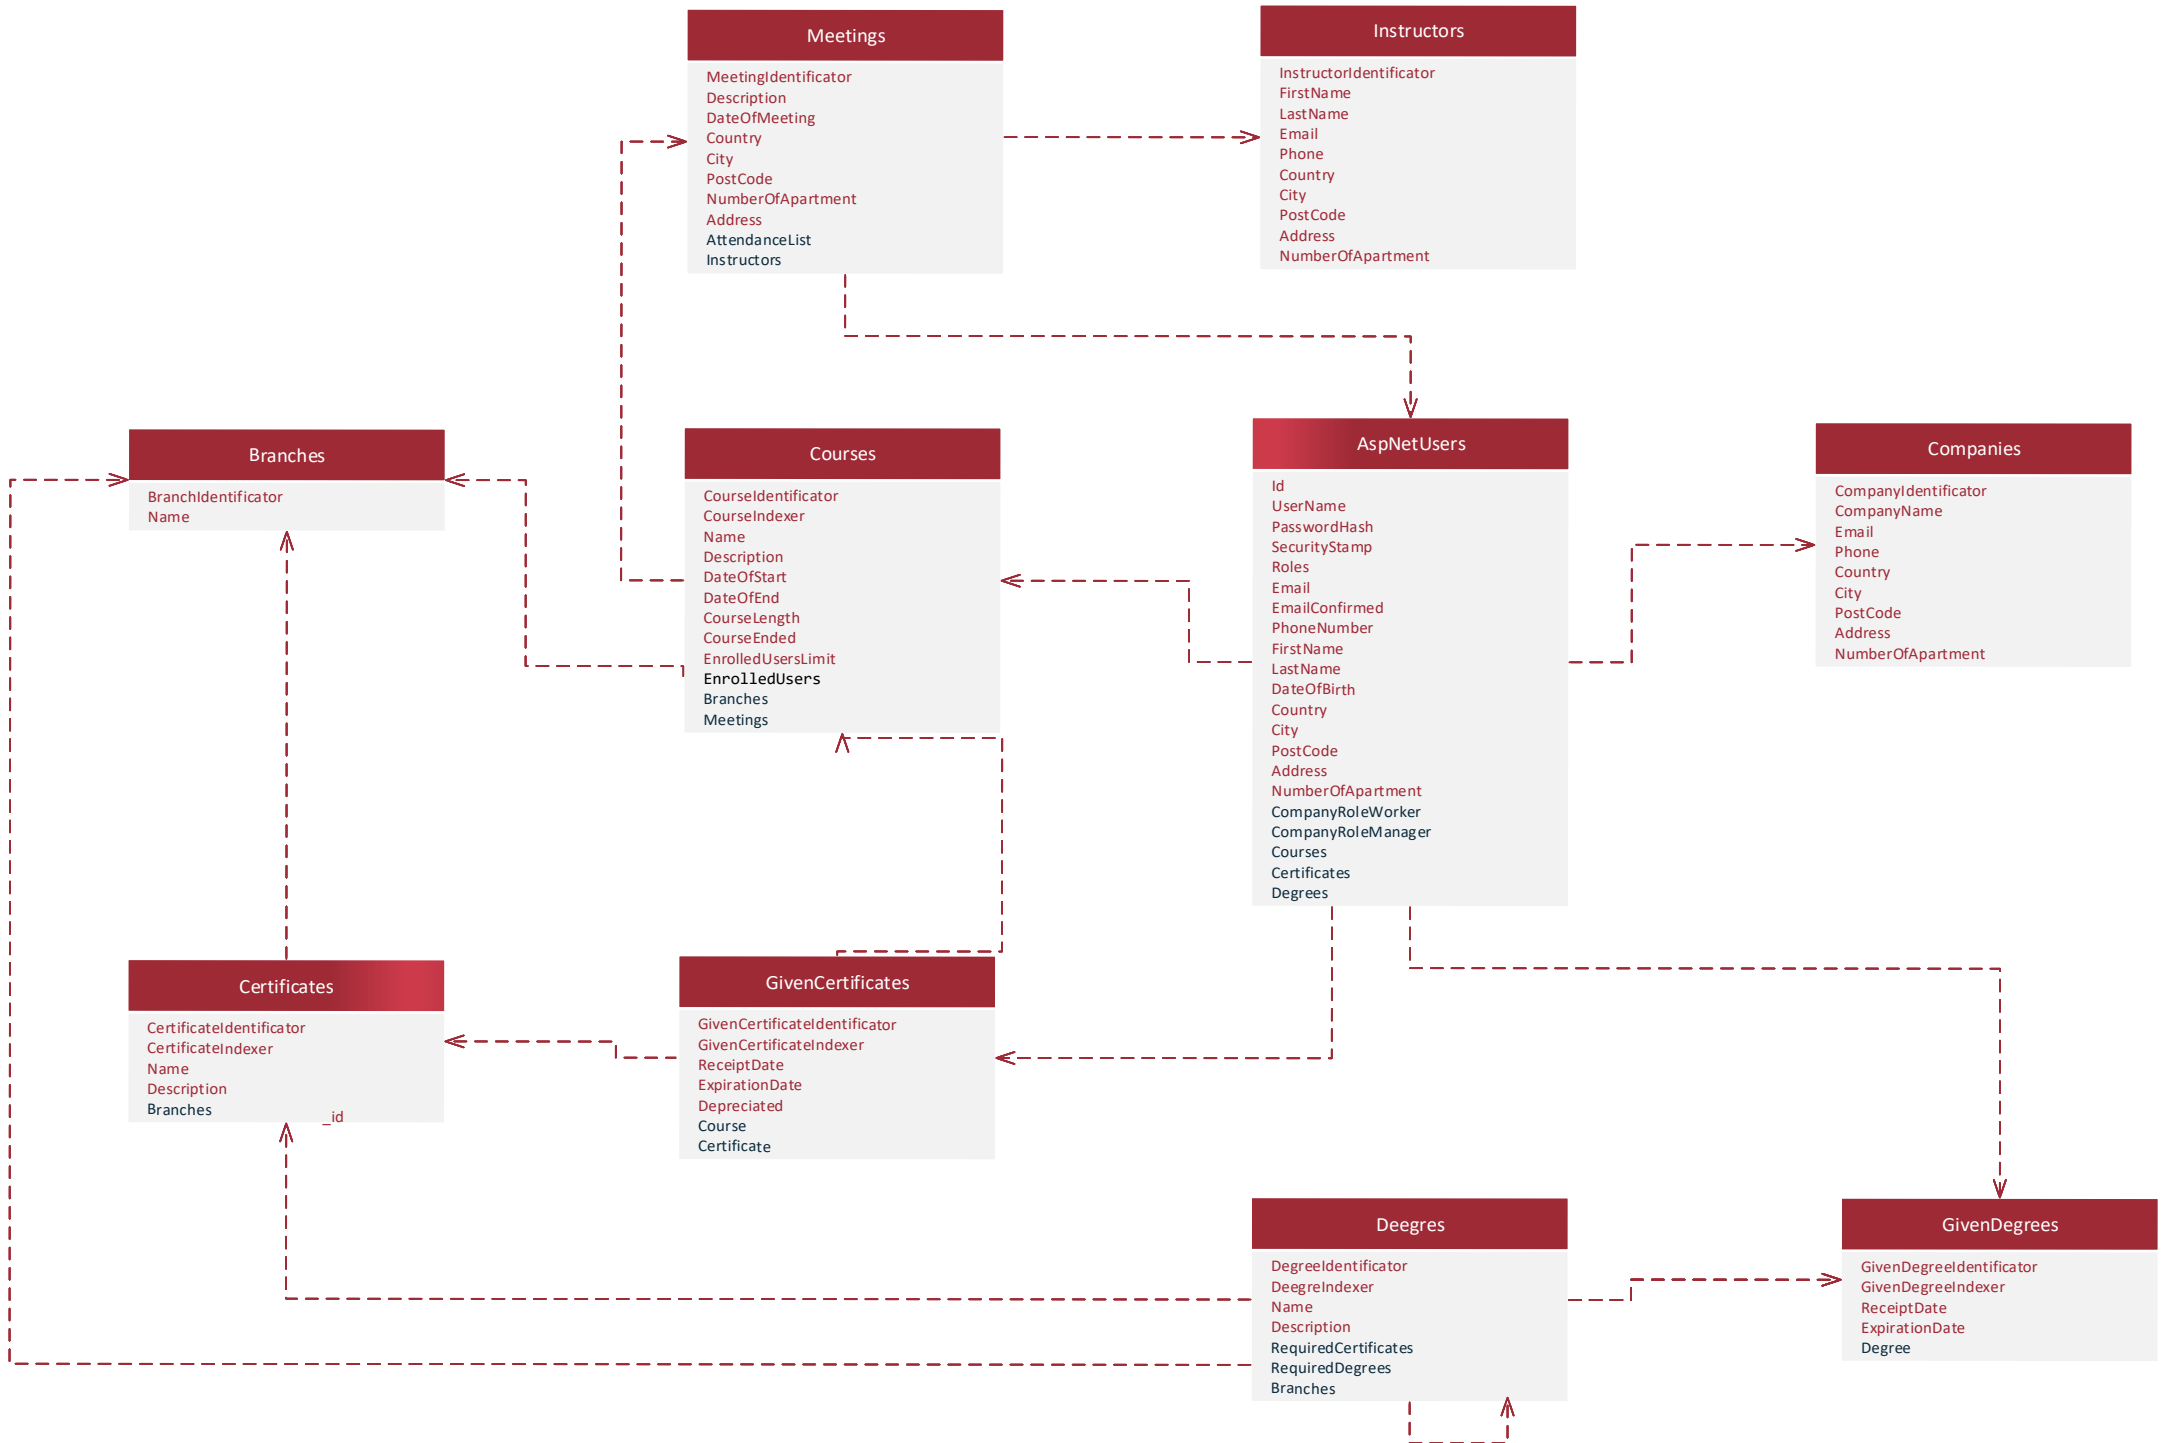 Meetings
MeetingIdentificator
Description
DateOfMeeting
Country
City
PostCode
NumberOfApartment
Address
AttendanceList
Instructors
Instructors
InstructorIdentificator
FirstName
LastName
Email
Phone
Country
City
PostCode
Address
NumberOfApartment
Branches
BranchIdentificator
Name
Courses
CourseIdentificator
CourseIndexer
Name
Description
DateOfStart
DateOfEnd
CourseLength
CourseEnded
EnrolledUsersLimit
EnrolledUsers
Branches
Meetings
AspNetUsers
Id
UserName
PasswordHash
SecurityStamp
Roles
Email
EmailConfirmed
PhoneNumber
FirstName
LastName
DateOfBirth
Country
City
PostCode
Address
NumberOfApartment
CompanyRoleWorker
CompanyRoleManager
Courses
Certificates
Degrees
Companies
CompanyIdentificator
CompanyName
Email
Phone
Country
City
PostCode
Address
NumberOfApartment
Certificates
CertificateIdentificator
CertificateIndexer
Name
Description
Branches
_id
GivenCertificates
GivenCertificateIdentificator
GivenCertificateIndexer
ReceiptDate
ExpirationDate
Depreciated
Course
Certificate
Deegres
DegreeIdentificator
DeegreIndexer
Name
Description
RequiredCertificates
RequiredDegrees
Branches
GivenDegrees
GivenDegreeIdentificator
GivenDegreeIndexer
ReceiptDate
ExpirationDate
Degree